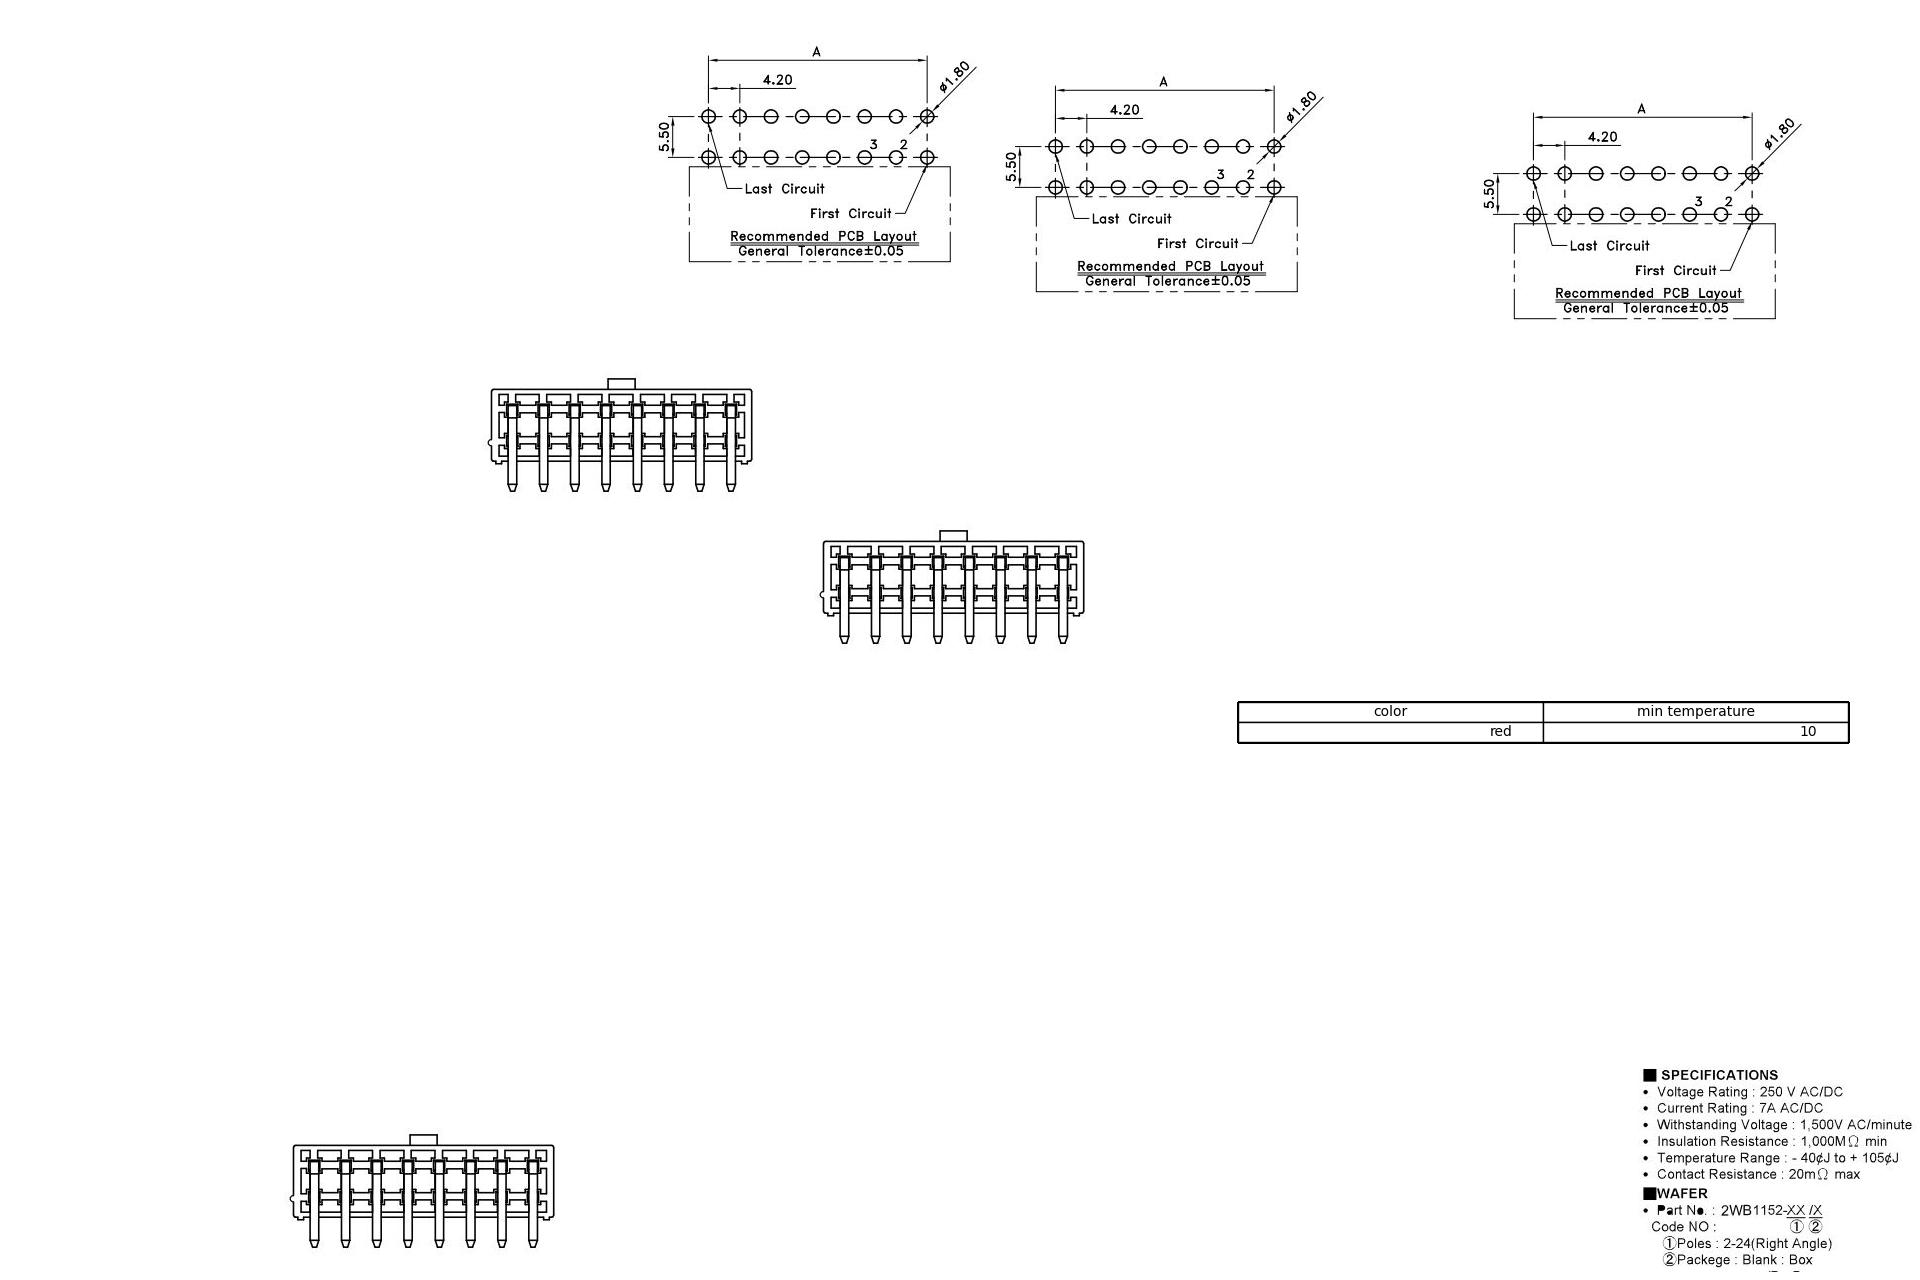 A
4.20
ø1.80
5.50
3 2
Last Circuit
First Circuit
Recommended PCB Layout
General Tolerance±0.05
A
4.20
ø1.80
5.50
3 2
Last Circuit
First Circuit
Recommended PCB Layout
General Tolerance±0.05
A
4.20
ø1.80
5.50
3 2
Last Circuit
First Circuit
Recommended PCB Layout
General Tolerance±0.05
color min temperature
red 10
■ SPECIFICATIONS
• Voltage Rating : 250 V AC/DC
• Current Rating : 7A AC/DC
• Withstanding Voltage : 1,500V AC/minute
• Insulation Resistance : 1,000MΩ min
• Temperature Range : - 40¢J to + 105¢J
• Contact Resistance : 20mΩ max
■WAFER
• Part No. : 2WB1152-XX /X
Code NO : ① ②
①Poles : 2-24(Right Angle)
②Packege : Blank : Box